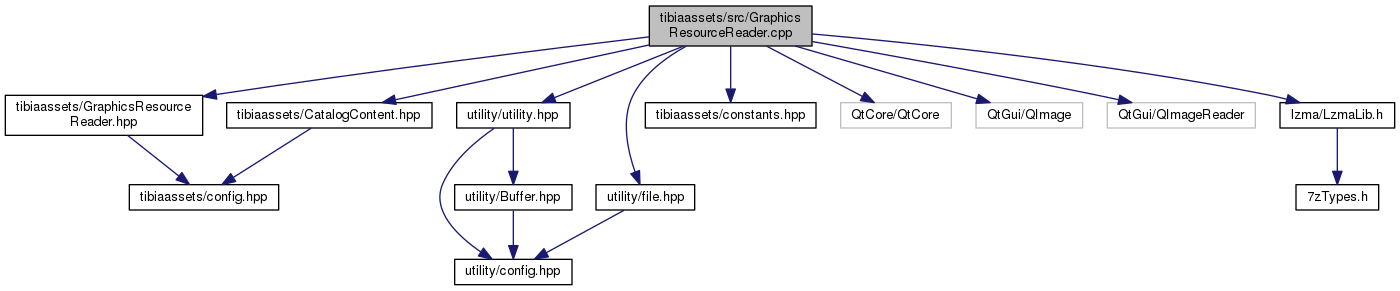 tibiaassets/src/Graphics
ResourceReader.cpp
tibiaassets/GraphicsResource
Reader.hpp
tibiaassets/CatalogContent.hpp
utility/utility.hpp
tibiaassets/constants.hpp
QtCore/QtCore
QtGui/QImage
QtGui/QImageReader
lzma/LzmaLib.h
tibiaassets/config.hpp
utility/Buffer.hpp
utility/file.hpp
7zTypes.h
utility/config.hpp